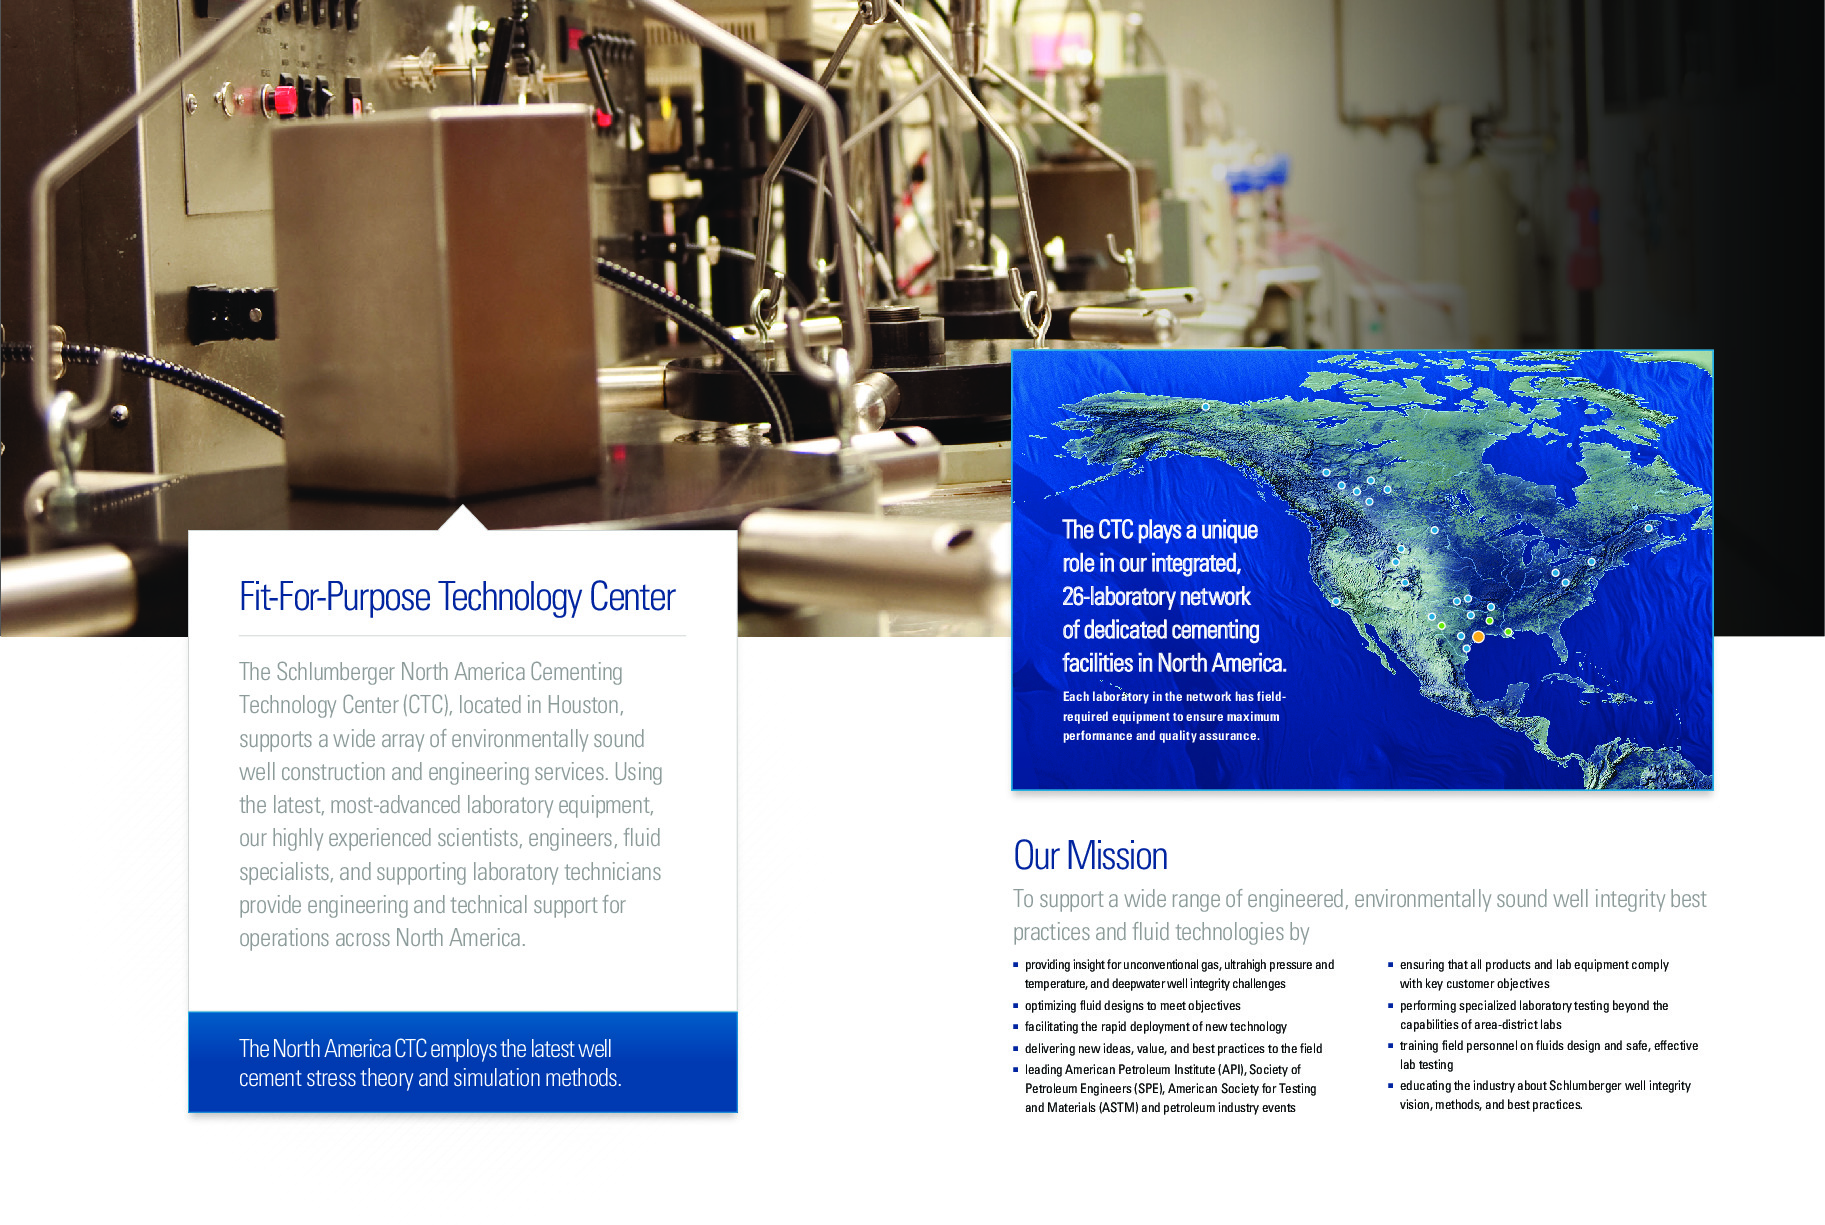 Fit-For-Purpose Technology Center
The Schlumberger North America Cementing
Technology Center (CTC), located in Houston,
supports a wide array of environmentally sound
well construction and engineering services. Using
the latest, most-advanced laboratory equipment,
our highly experienced scientists, engineers, fluid
specialists, and supporting laboratory technicians
provide engineering and technical support for
operations across North America.
The North America CTC employs the latest well
cement stress theory and simulation methods.
The CTC plays a unique
role in our integrated,
26-laboratory network
of dedicated cementing
facilities in North America.
Each laboratory in the network has field-
required equipment to ensure maximum
performance and quality assurance.
Our Mission
To support a wide range of engineered, environmentally sound well integrity best
practices and fluid technologies by
▪ providing insight for unconventional gas, ultrahigh pressure and
temperature, and deepwater well integrity challenges
▪ optimizing fluid designs to meet objectives
▪ facilitating the rapid deployment of new technology
▪ delivering new ideas, value, and best practices to the field
▪ leading American Petroleum Institute (API), Society of
Petroleum Engineers (SPE), American Society for Testing
and Materials (ASTM) and petroleum industry events
▪ ensuring that all products and lab equipment comply
with key customer objectives
▪ performing specialized laboratory testing beyond the
capabilities of area-district labs
▪ training field personnel on fluids design and safe, effective
lab testing
▪ educating the industry about Schlumberger well integrity
vision, methods, and best practices.